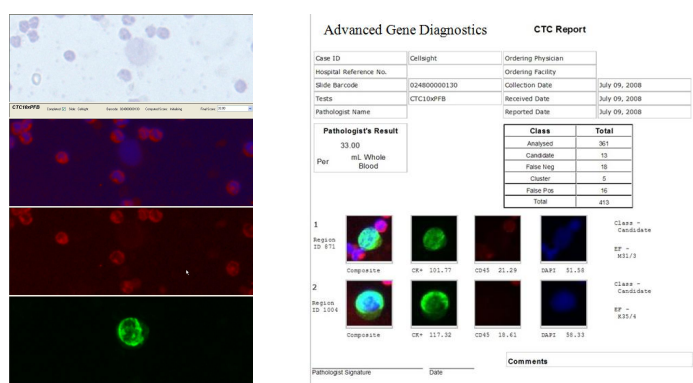 CTC10xPFB
Advanced Gene Diagnostics CTC Report
Case ID Cellsight Ordering Physician
Hospital Reference No. Ordering Facility
Slide Barcode 024800000130 Collection Date July 09, 2008
Tests CTC10xPFB Received Date July 09, 2008
Pathologist Name Reported Date July 09, 2008
Pathologist's Result
33.00
Per mL Whole
Blood
Class Total
Analysed 361
Candidate 13
False Neg 18
Cluster 5
False Pos 16
Total 413
1
Region
ID 871
Composite CK+ 101.77 CD45 21.29 DAPI 51.58
Class -
Candidate
EF -
M31/3
2
Region
ID 1004
Composite CK+ 117.32 CD45 18.61 DAPI 58.33
Class -
Candidate
EF -
K35/4
Comments
Pathologist Signature Date